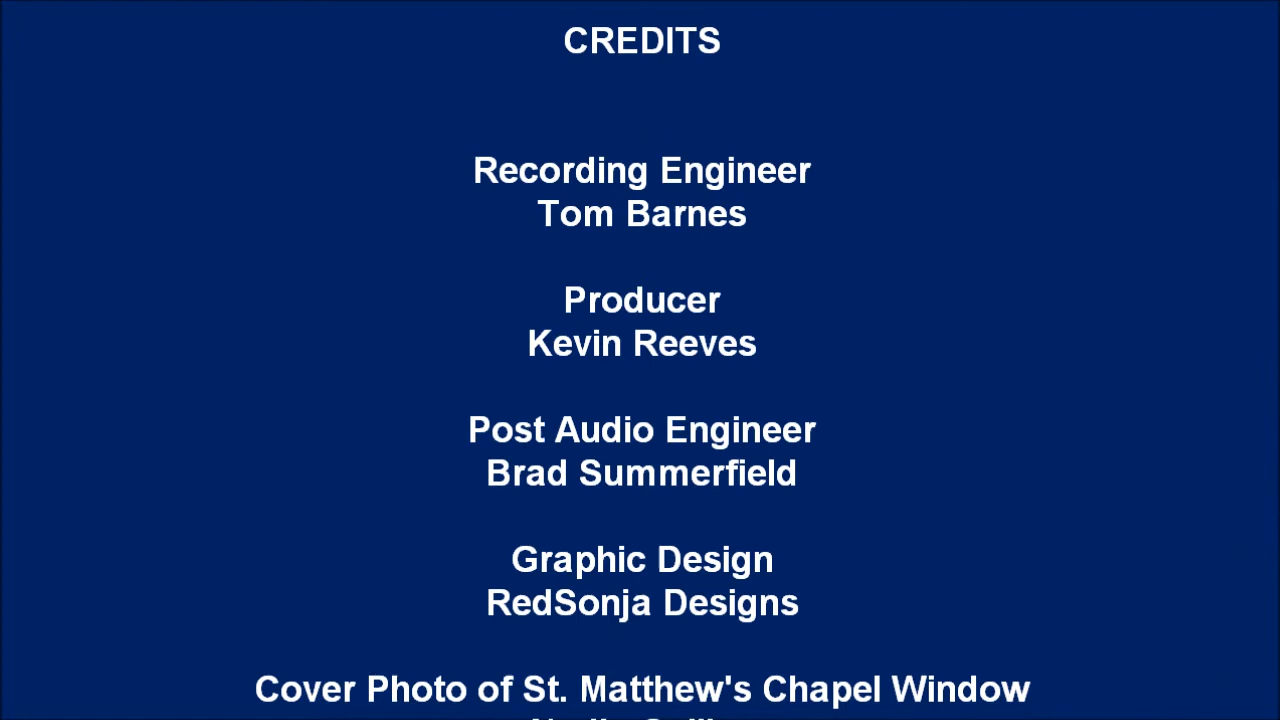 CREDITS
Recording Engineer
Tom Barnes
Producer
Kevin Reeves
Post Audio Engineer
Brad Summerfield
Graphic Design
RedSonja Designs
Cover Photo of St. Matthew's Chapel Window